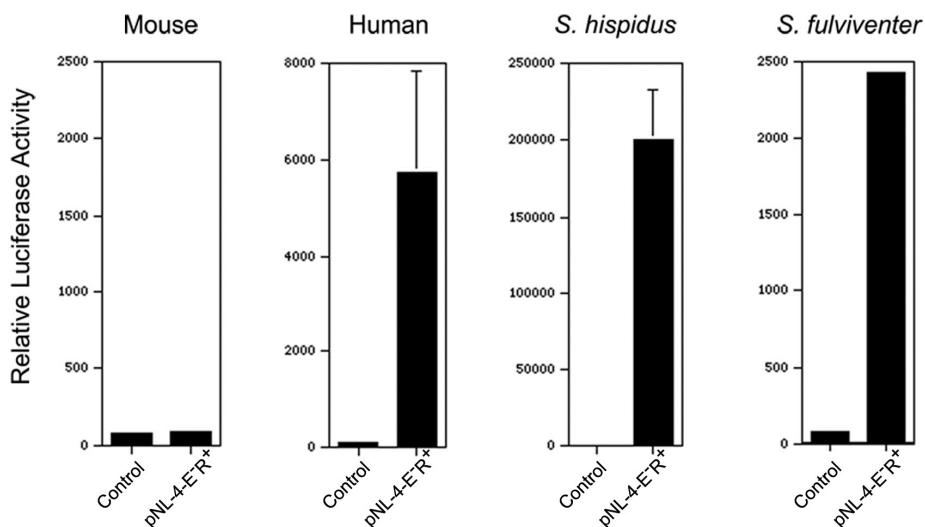 Mouse
Human
S. hispidus
S. fulviventer
Relative Luciferase Activity
2500
2000
1500
1000
500
0
Control
pNL-4-E-R+
8000
6000
4000
2000
0
Control
pNL-4-E-R+
250000
200000
150000
100000
50000
0
Control
pNL-4-E-R+
2500
2000
1500
1000
500
0
Control
pNL-4-E-R+